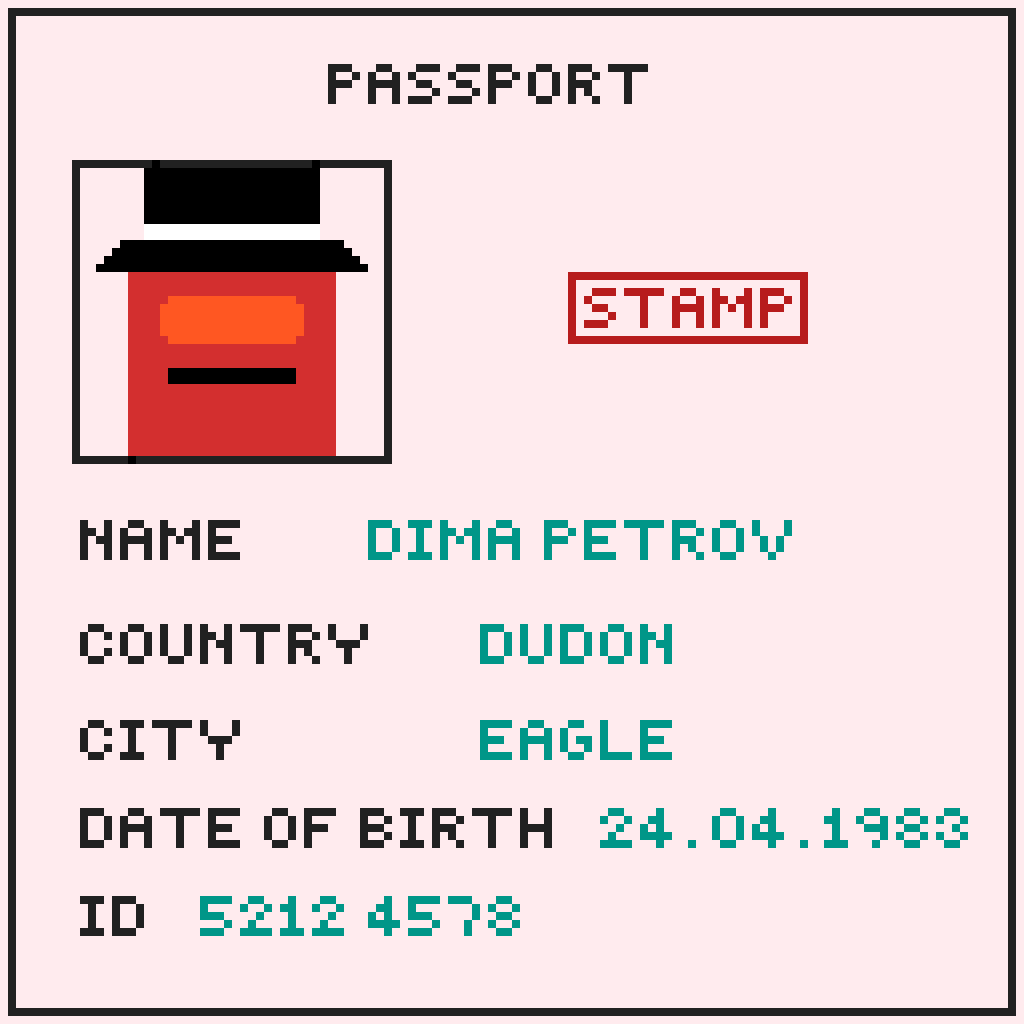 PASSPORT
STAMP
NAME DIMA PETROV
COUNTRY DUDON
CITY EAGLE
DATE OF BIRTH 24.04.1983
ID 5212 4578